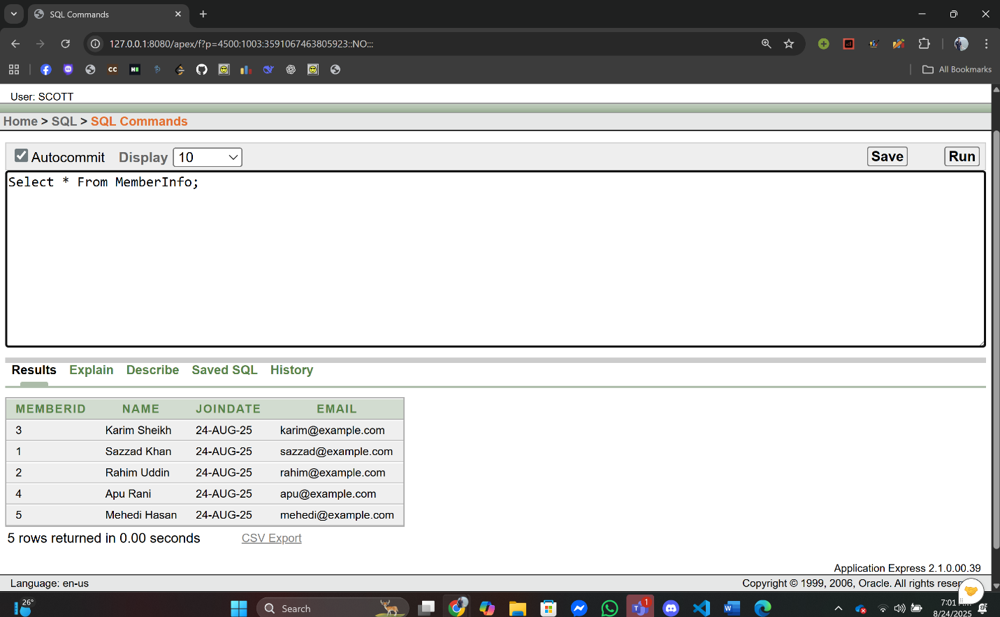 SQL Commands
127.0.0.1:8080/apex/f?p=4500:1003:3591067463805923::NO:::
CC
All Bookmarks
User: SCOTT
Home > SQL > SQL Commands
Autocommit Display 10 Save Run
Select * From MemberInfo;
Results Explain Describe Saved SQL History
MEMBERID NAME JOINDATE EMAIL
3 Karim Sheikh 24-AUG-25 karim@example.com
1 Sazzad Khan 24-AUG-25 sazzad@example.com
2 Rahim Uddin 24-AUG-25 rahim@example.com
4 Apu Rani 24-AUG-25 apu@example.com
5 Mehedi Hasan 24-AUG-25 mehedi@example.com
5 rows returned in 0.00 seconds CSV Export
Application Express 2.1.0.00.39
Language: en-us Copyright © 1999, 2006, Oracle. All rights
26°
Search
1
7:01
8/24/2025